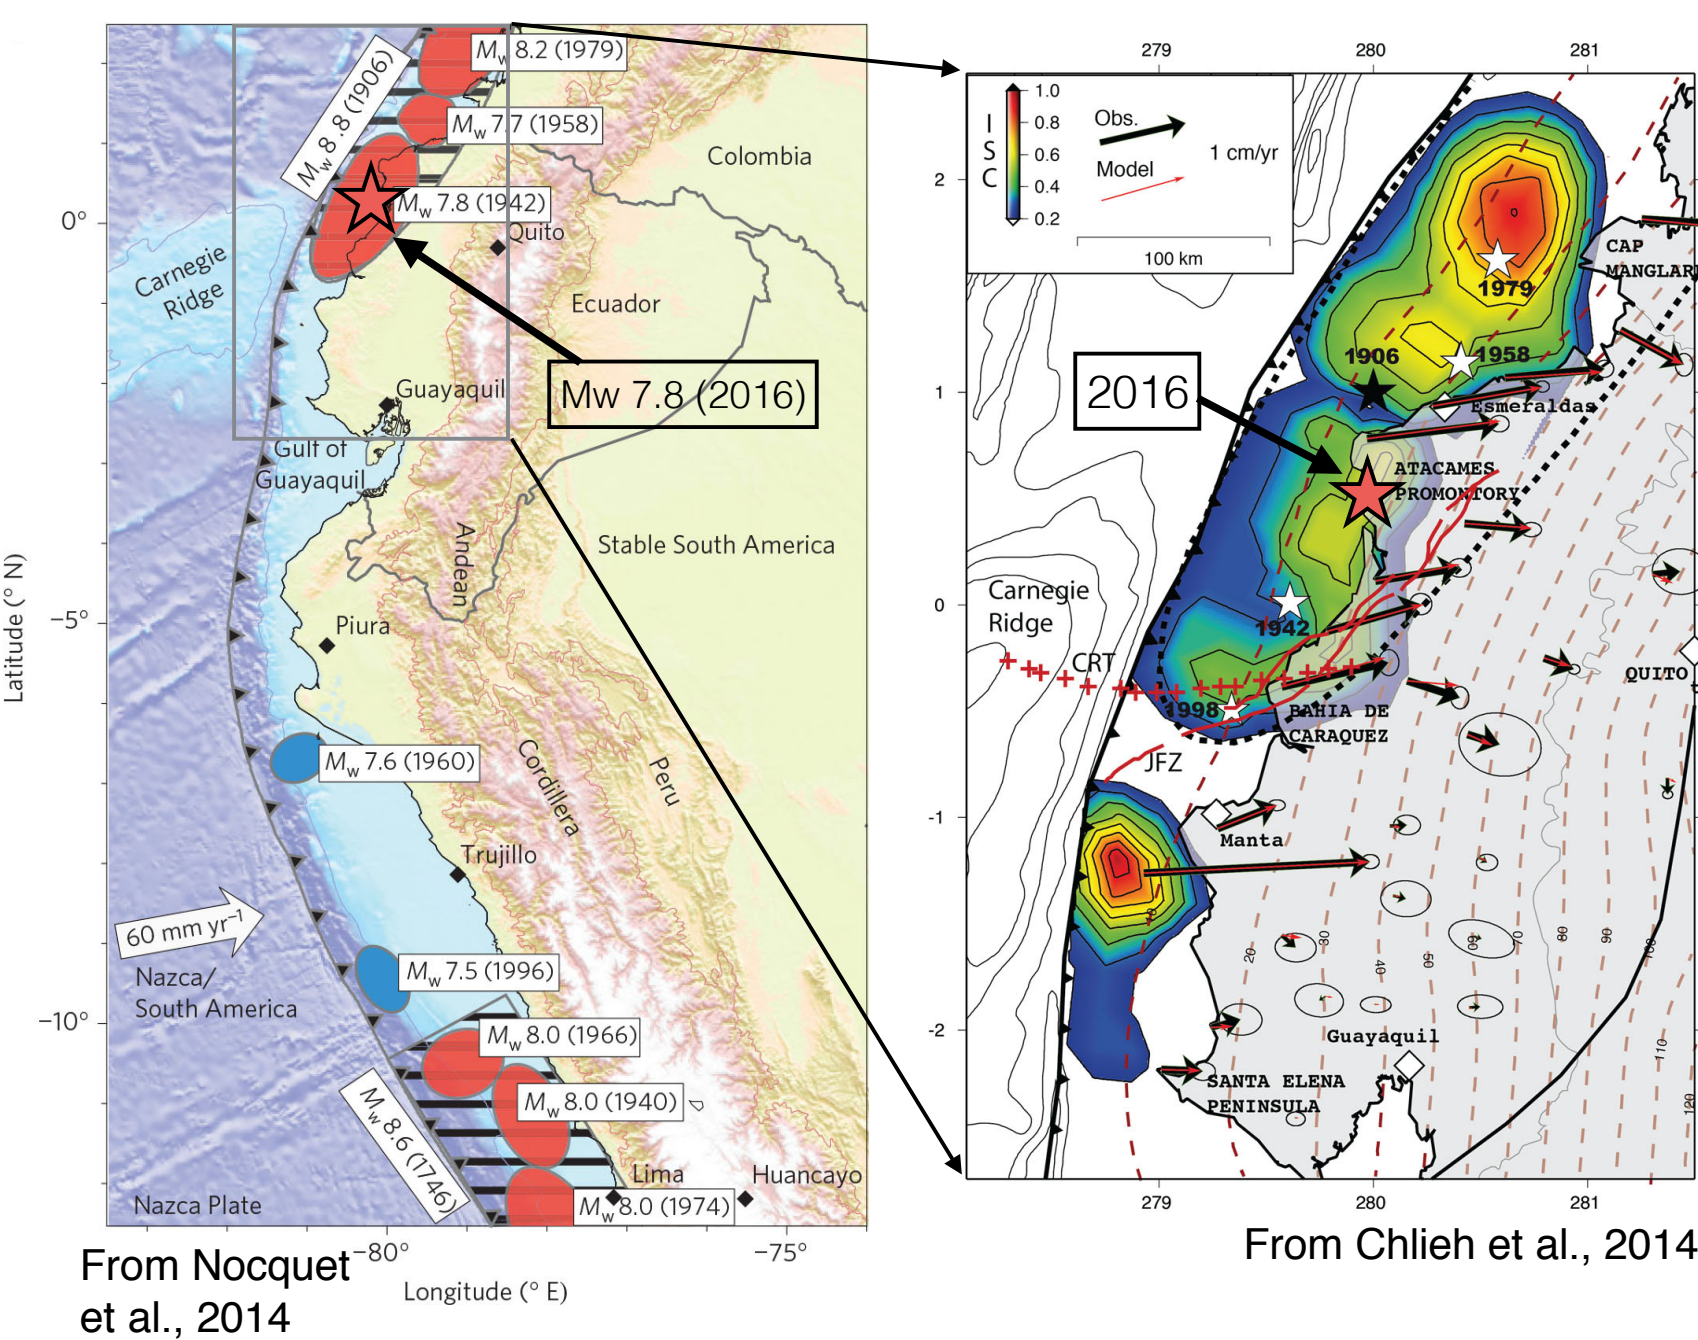 Mw 8.2 (1979)
Mw 8.8 (1906)
Mw 7.7 (1958)
Colombia
Mw 7.8 (1942)
0°
Quito
Carnegie
Ridge
Ecuador
Mw 7.8 (2016)
Guayaquil
Gulf of
Guayaquil
Andean
Cordillera
Stable South America
Latitude (° N)
−5°
Piura
Peru
Mw 7.6 (1960)
Trujillo
60 mm yr−1
Nazca/
South America
Mw 7.5 (1996)
−10°
Mw 8.0 (1966)
Mw 8.0 (1940)
Mw 8.6 (1746)
Lima
Huancayo
Mw 8.0 (1974)
Nazca Plate
−80°
−75°
Longitude (° E)
From Nocquet
et al., 2014
279
280
281
I
S
C
1.0
0.8
0.6
0.4
0.2
Obs.
Model
1 cm/yr
100 km
2
1
0
-1
-2
CAP
MANGLAR
1979
1906
1958
2016
Esmeraldas
ATACAMES
PROMONTORY
Carnegie
Ridge
1942
CRT
QUITO
1998
BAHIA DE
CARAQUEZ
JFZ
Manta
20
30
40
50
60
70
80
90
100
110
120
Guayaquil
SANTA ELENA
PENINSULA
279
280
281
From Chlieh et al., 2014